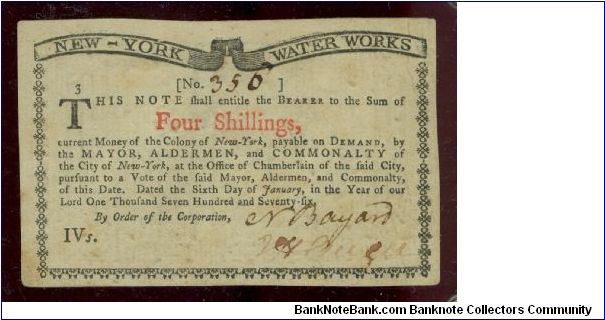 NEW-YORK WATER WORKS
[No. 350 ]
3
THIS NOTE shall entitle the BEARER to the Sum of
Four Shillings,
current Money of the Colony of New-York, payable on DEMAND, by
the MAYOR, ALDERMEN, and COMMONALTY of
the City of New-York, at the Office of Chamberlain of the said City,
pursuant to a Vote of the said Mayor, Aldermen, and Commonalty,
of this Date. Dated the Sixth Day of January, in the Year of our
Lord One Thousand Seven Hundred and Seventy-six.
By Order of the Corporation, N Bayard
IVs.
BankNoteBank.com Banknote Collectors Community